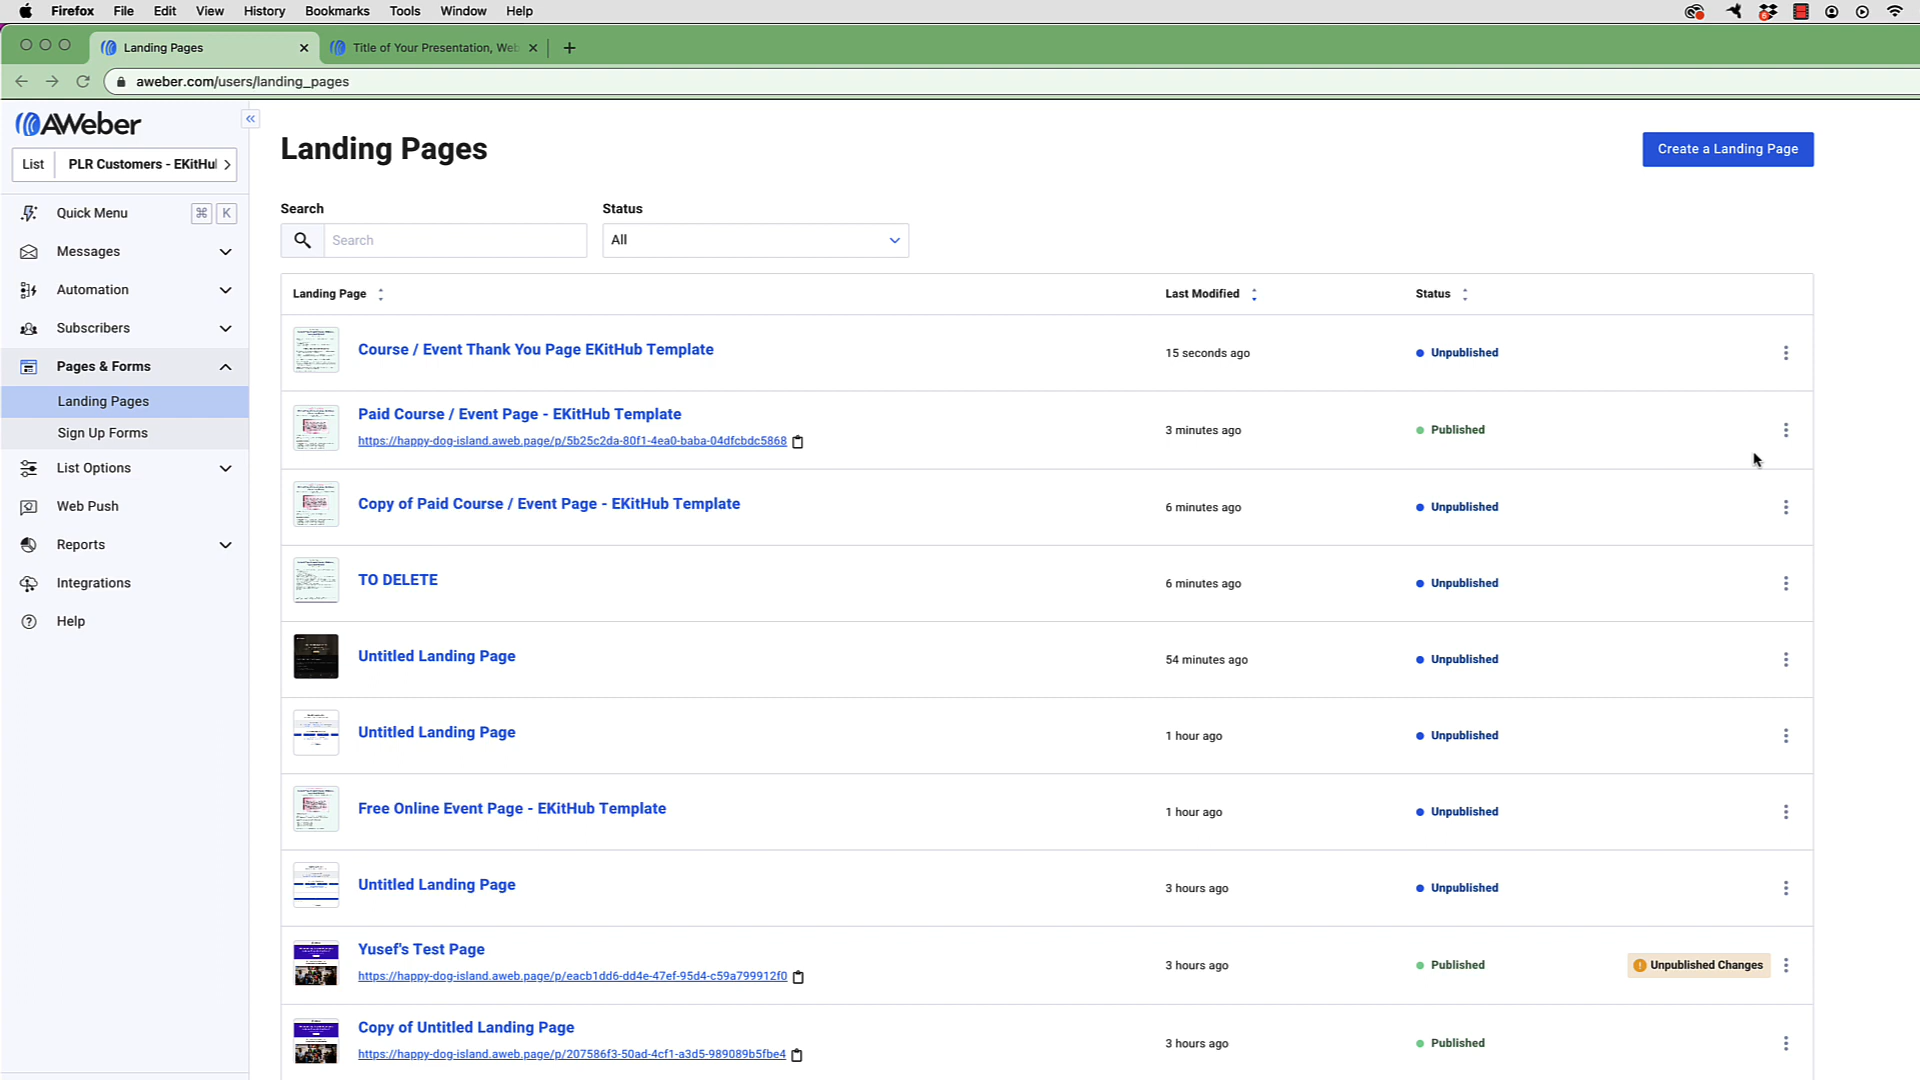 Firefox File Edit View History Bookmarks Tools Window Help
Landing Pages
Title of Your Presentation, Web
aweber.com/users/landing_pages
AWeber
List PLR Customers - EKitHu
Quick Menu ⌘ K
Messages
Automation
Subscribers
Pages & Forms
Landing Pages
Sign Up Forms
List Options
Web Push
Reports
Integrations
Help
Landing Pages
Create a Landing Page
Search Status
Search All
Landing Page Last Modified Status
Course / Event Thank You Page EKitHub Template 15 seconds ago Unpublished
Paid Course / Event Page - EKitHub Template
https://happy-dog-island.aweb.page/p/5b25c2da-80f1-4ea0-baba-04dfcbdc5868 3 minutes ago Published
Copy of Paid Course / Event Page - EKitHub Template 6 minutes ago Unpublished
TO DELETE 6 minutes ago Unpublished
Untitled Landing Page 54 minutes ago Unpublished
Untitled Landing Page 1 hour ago Unpublished
Free Online Event Page - EKitHub Template 1 hour ago Unpublished
Untitled Landing Page 3 hours ago Unpublished
Yusef's Test Page
https://happy-dog-island.aweb.page/p/eacb1dd6-dd4e-47ef-95d4-c59a799912f0 3 hours ago Published Unpublished Changes
Copy of Untitled Landing Page
https://happy-dog-island.aweb.page/p/207586f3-50ad-4cf1-a3d5-989089b5fbe4 3 hours ago Published